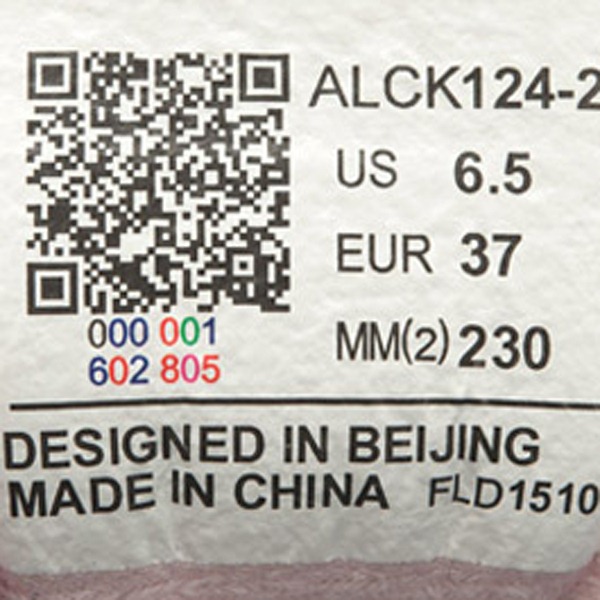 ALCK124-2
US 6.5
EUR 37
MM(2) 230
000 001
602 805
DESIGNED IN BEIJING
MADE IN CHINA FLD1510